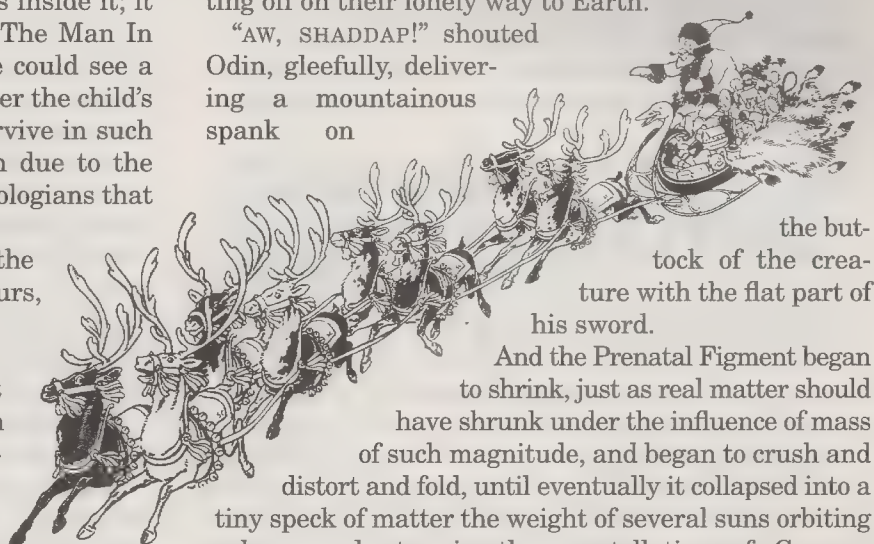 s inside it; it
The Man In
e could see a
er the child's
rvive in such
n due to the
ologians that
the
urs,
ting off on their lonely way to Earth.
"AW, SHADDAP!" shouted
Odin, gleefully, deliver-
ing a mountainous
spank on
the but-
tock of the crea-
ture with the flat part of
his sword.
And the Prenatal Figment began
to shrink, just as real matter should
have shrunk under the influence of mass
of such magnitude, and began to crush and
distort and fold, until eventually it collapsed into a
tiny speck of matter the weight of several suns orbiting